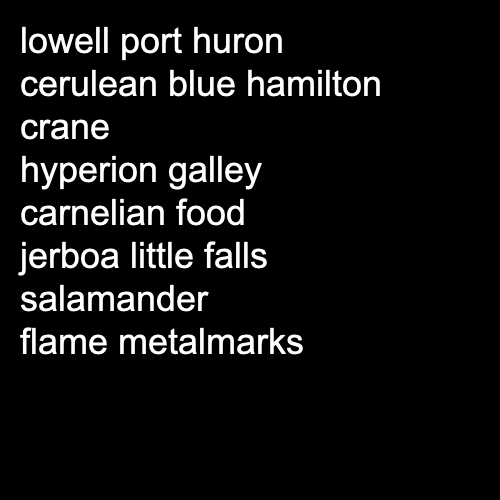 lowell port huron
cerulean blue hamilton
crane
hyperion galley
carnelian food
jerboa little falls
salamander
flame metalmarks